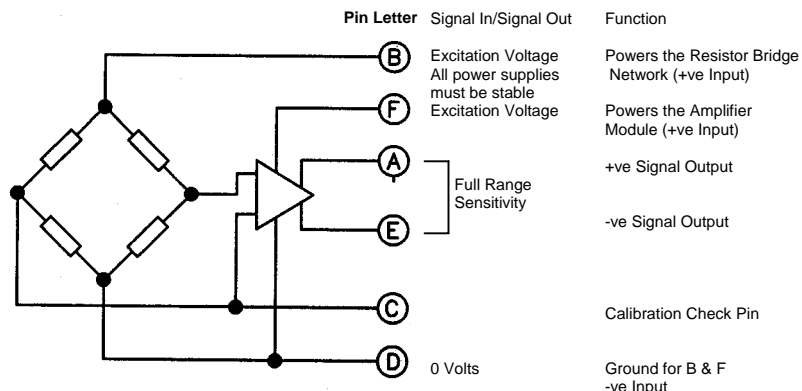 Pin Letter Signal In/Signal Out Function
B Excitation Voltage Powers the Resistor Bridge
All power supplies Network (+ve Input)
must be stable
F Excitation Voltage Powers the Amplifier
Module (+ve Input)
A +ve Signal Output
Full Range
Sensitivity
E -ve Signal Output
C Calibration Check Pin
D 0 Volts Ground for B & F
-ve Input